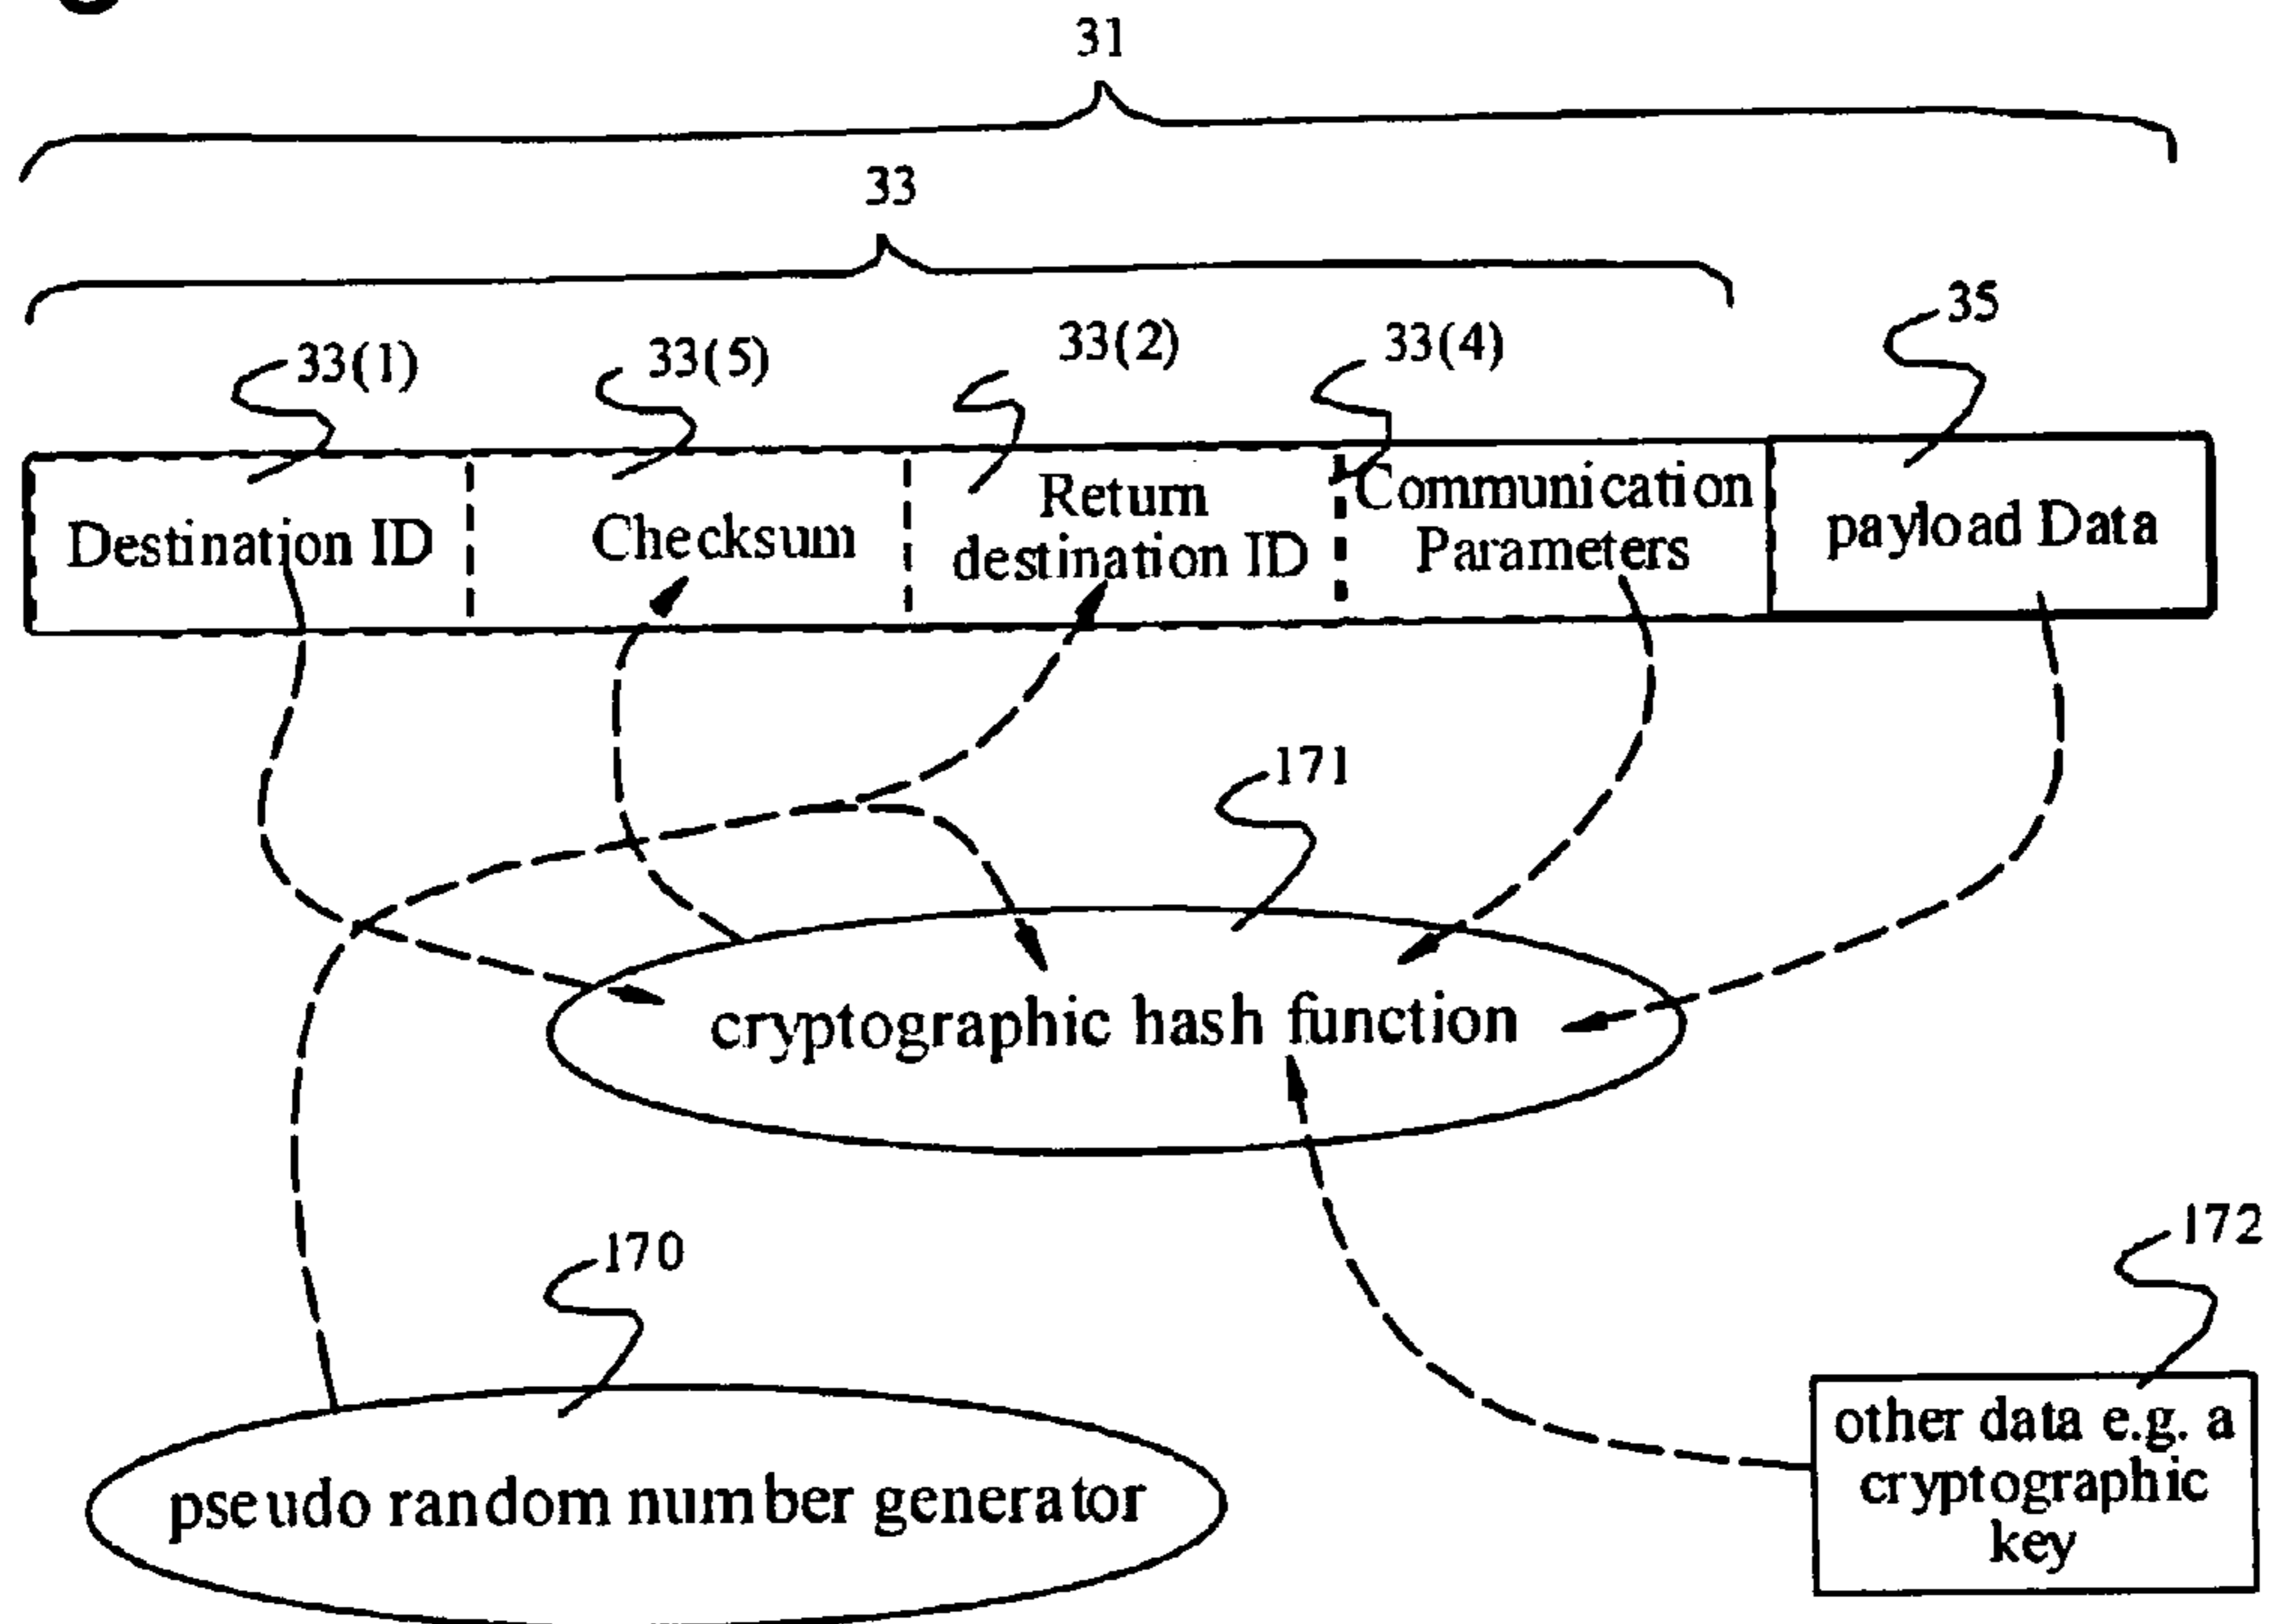 31
33
35
33(1)
33(5)
33(2)
33(4)
Destination ID
Checksum
Return
destination ID
Communication
Parameters
payload Data
171
cryptographic hash function
170
172
pseudo random number generator
other data e.g. a
cryptographic
key